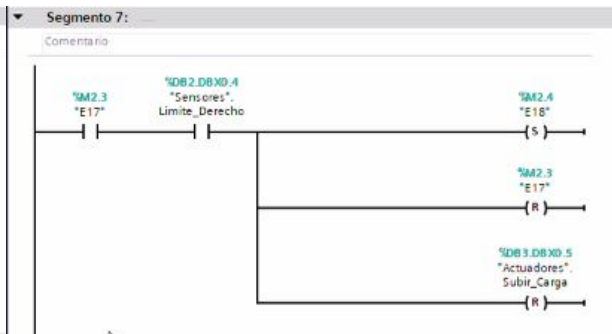 Segmento 7:
Comentario
%M2.3
"E17"
%DB2.DBX0.4
"Sensores".
Limite_Derecho
%M2.4
"E18"
S
%M2.3
"E17"
R
%DB3.DBX0.5
"Actuadores".
Subir_Carga
R